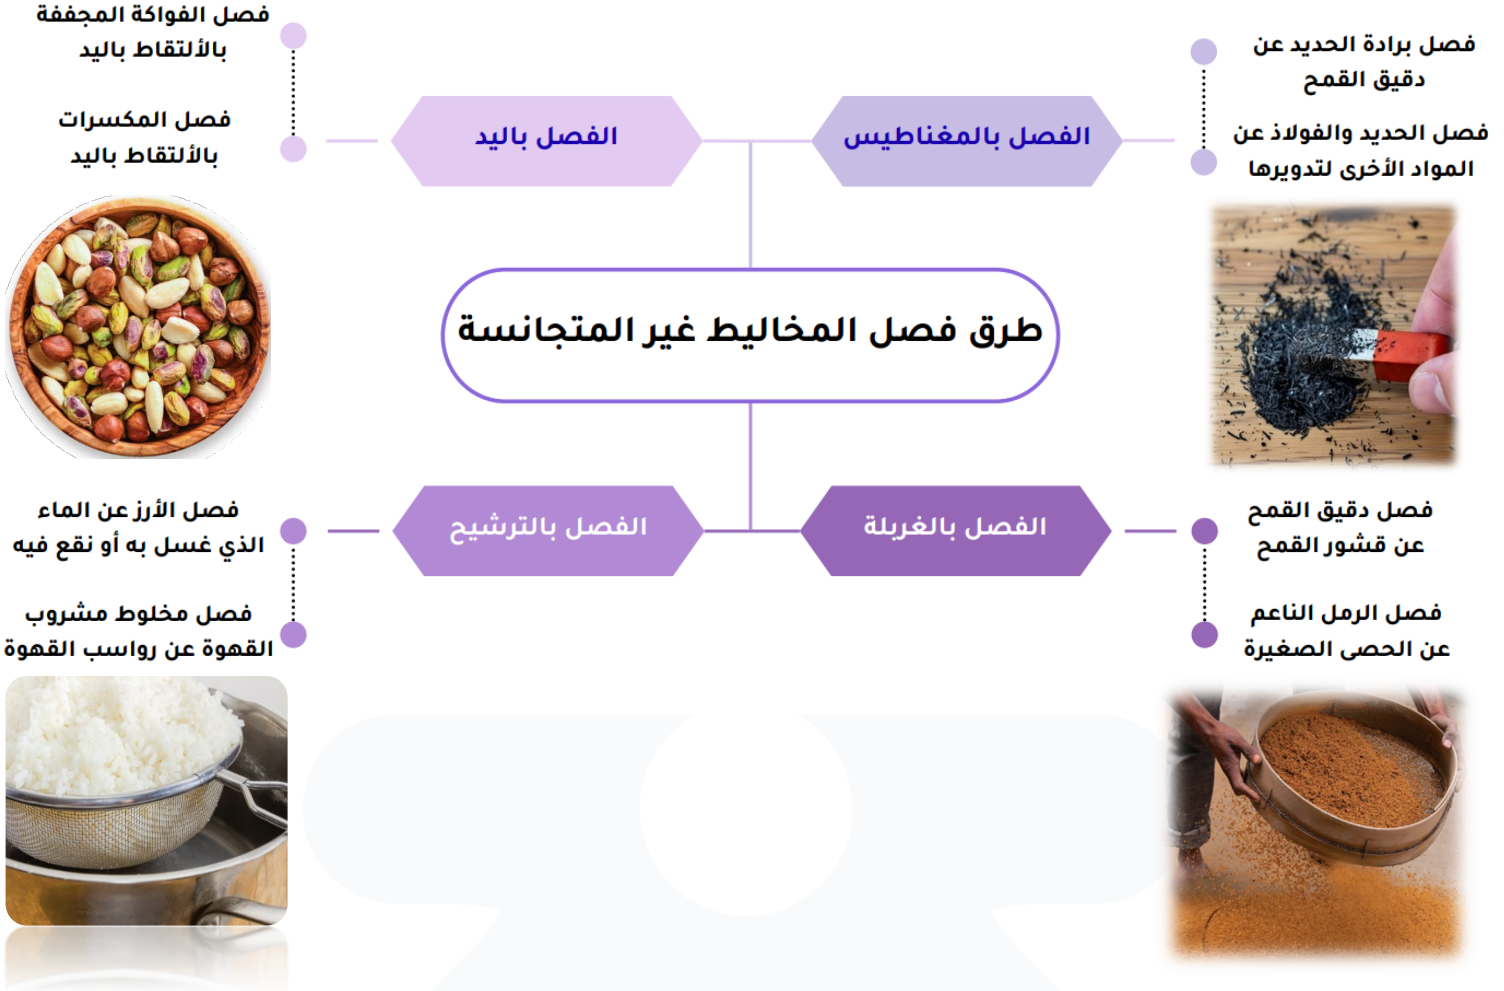 طرق فصل المخاليط غير المتجانسة
الفصل بالمغناطيس
فصل برادة الحديد عن
دقيق القمح
فصل الحديد والفولاذ عن
المواد الأخرى لتدويرها
الفصل باليد
فصل الفواكة المجففة
بالألتقاط باليد
فصل المكسرات
بالألتقاط باليد
الفصل بالغربلة
فصل دقيق القمح
عن قشور القمح
فصل الرمل الناعم
عن الحصى الصغيرة
الفصل بالترشيح
فصل الأرز عن الماء
الذي غسل به أو نقع فيه
فصل مخلوط مشروب
القهوة عن رواسب القهوة